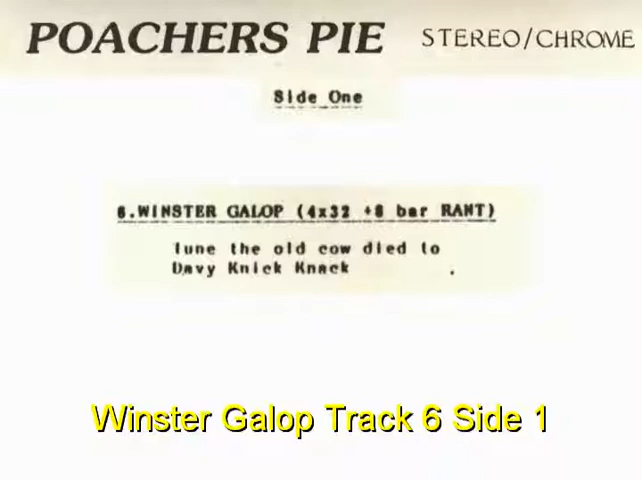 POACHERS PIE STEREO/CHROME
Side One
6.WINSTER GALOP (4x32 +8 bar RANT)
Tune the old cow died to
Davy Knick Knack .
Winster Galop Track 6 Side 1